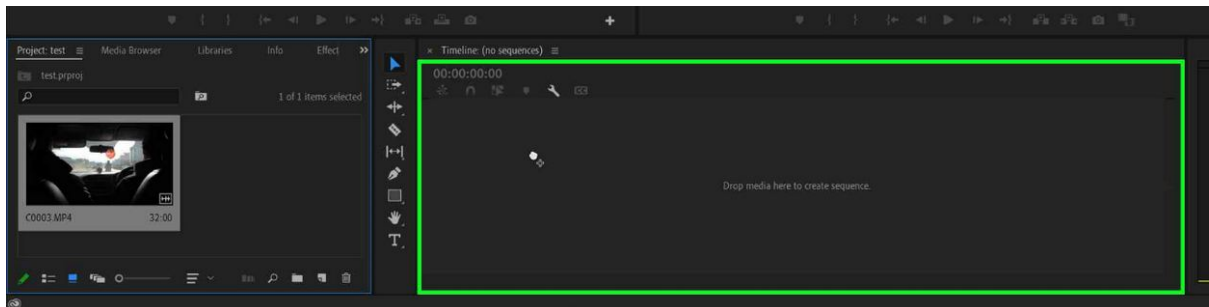 Project: test
Media Browser
Libraries
Info
Effect
test.prproj
1 of 1 items selected
C0003.MP4
32:00
T
× Timeline: (no sequences)
00:00:00:00
CC
Drop media here to create sequence.